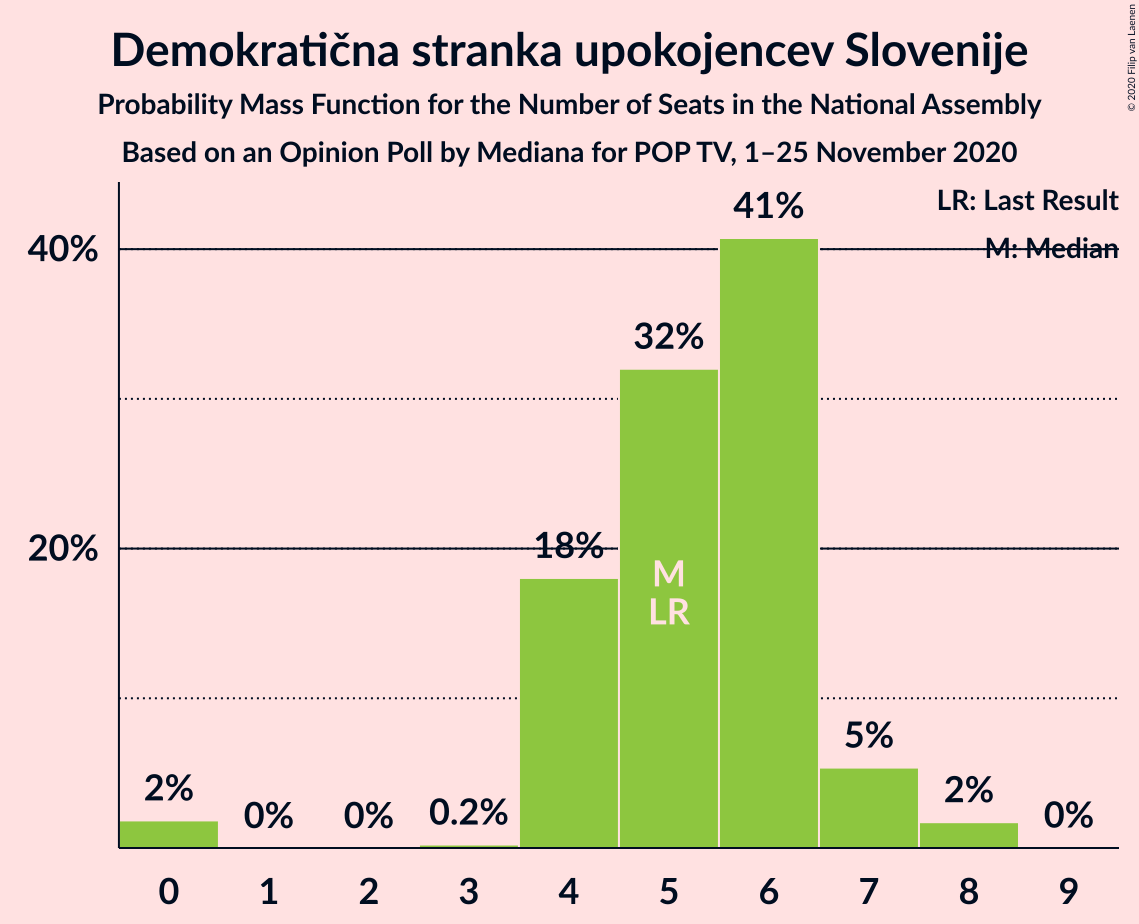 Demokratična stranka upokojencev Slovenije
Probability Mass Function for the Number of Seats in the National Assembly
Based on an Opinion Poll by Mediana for POP TV, 1–25 November 2020
© 2020 Filip van Laenen
LR: Last Result
M: Median
40%
20%
2%
0%
0%
0.2%
18%
32%
41%
5%
2%
0%
M
LR
0 1 2 3 4 5 6 7 8 9